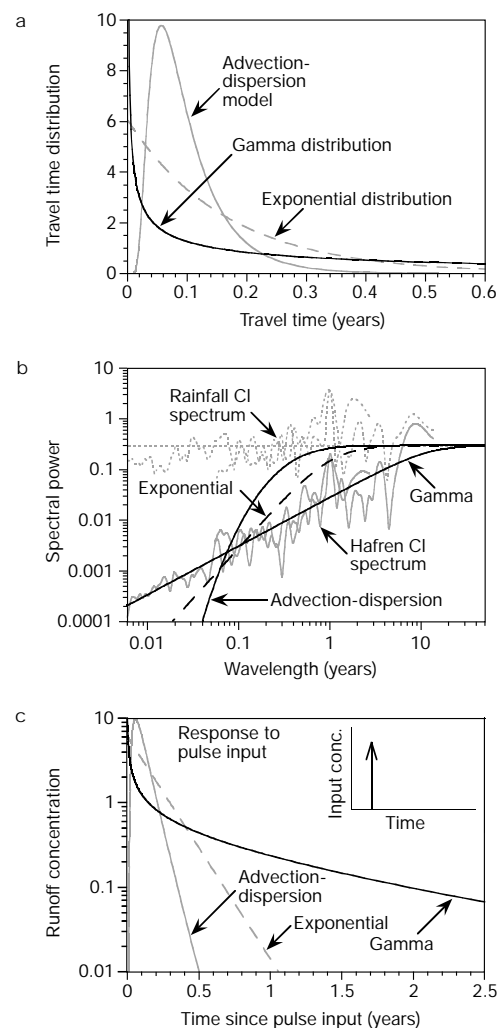 a
10
8
6
4
2
0
Travel time distribution
Advection-
dispersion
model
Gamma distribution
Exponential distribution
0
0.1
0.2
0.3
0.4
0.5
0.6
Travel time (years)
b
10
1
0.1
0.01
0.001
0.0001
Spectral power
Rainfall Cl
spectrum
Exponential
Gamma
Hafren Cl
spectrum
Advection-dispersion
0.01
0.1
1
10
Wavelength (years)
c
10
1
0.1
0.01
Runoff concentration
Response to
pulse input
Input conc.
Time
Advection-
dispersion
Exponential
Gamma
0
0.5
1
1.5
2
2.5
Time since pulse input (years)